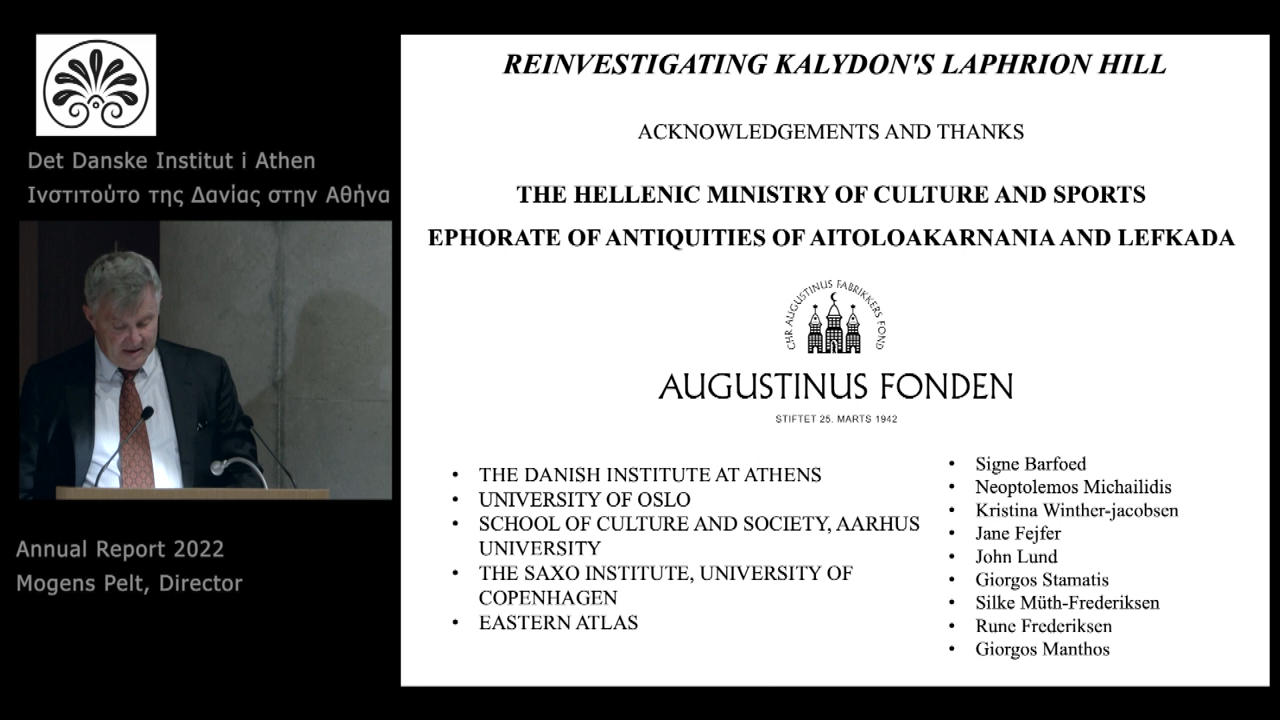 Det Danske Institut i Athen
Ινστιτούτο της Δανίας στην Αθήνα
Annual Report 2022
Mogens Pelt, Director
REINVESTIGATING KALYDON'S LAPHRION HILL
ACKNOWLEDGEMENTS AND THANKS
THE HELLENIC MINISTRY OF CULTURE AND SPORTS
EPHORATE OF ANTIQUITIES OF AITOLOAKARNANIA AND LEFKADA
CHR. AUGUSTINUS FABRIKKERS FOND
AUGUSTINUS FONDEN
STIFTET 25. MARTS 1942
• THE DANISH INSTITUTE AT ATHENS
• UNIVERSITY OF OSLO
• SCHOOL OF CULTURE AND SOCIETY, AARHUS
UNIVERSITY
• THE SAXO INSTITUTE, UNIVERSITY OF
COPENHAGEN
• EASTERN ATLAS
• Signe Barfoed
• Neoptolemos Michailidis
• Kristina Winther-jacobsen
• Jane Fejfer
• John Lund
• Giorgos Stamatis
• Silke Müth-Frederiksen
• Rune Frederiksen
• Giorgos Manthos